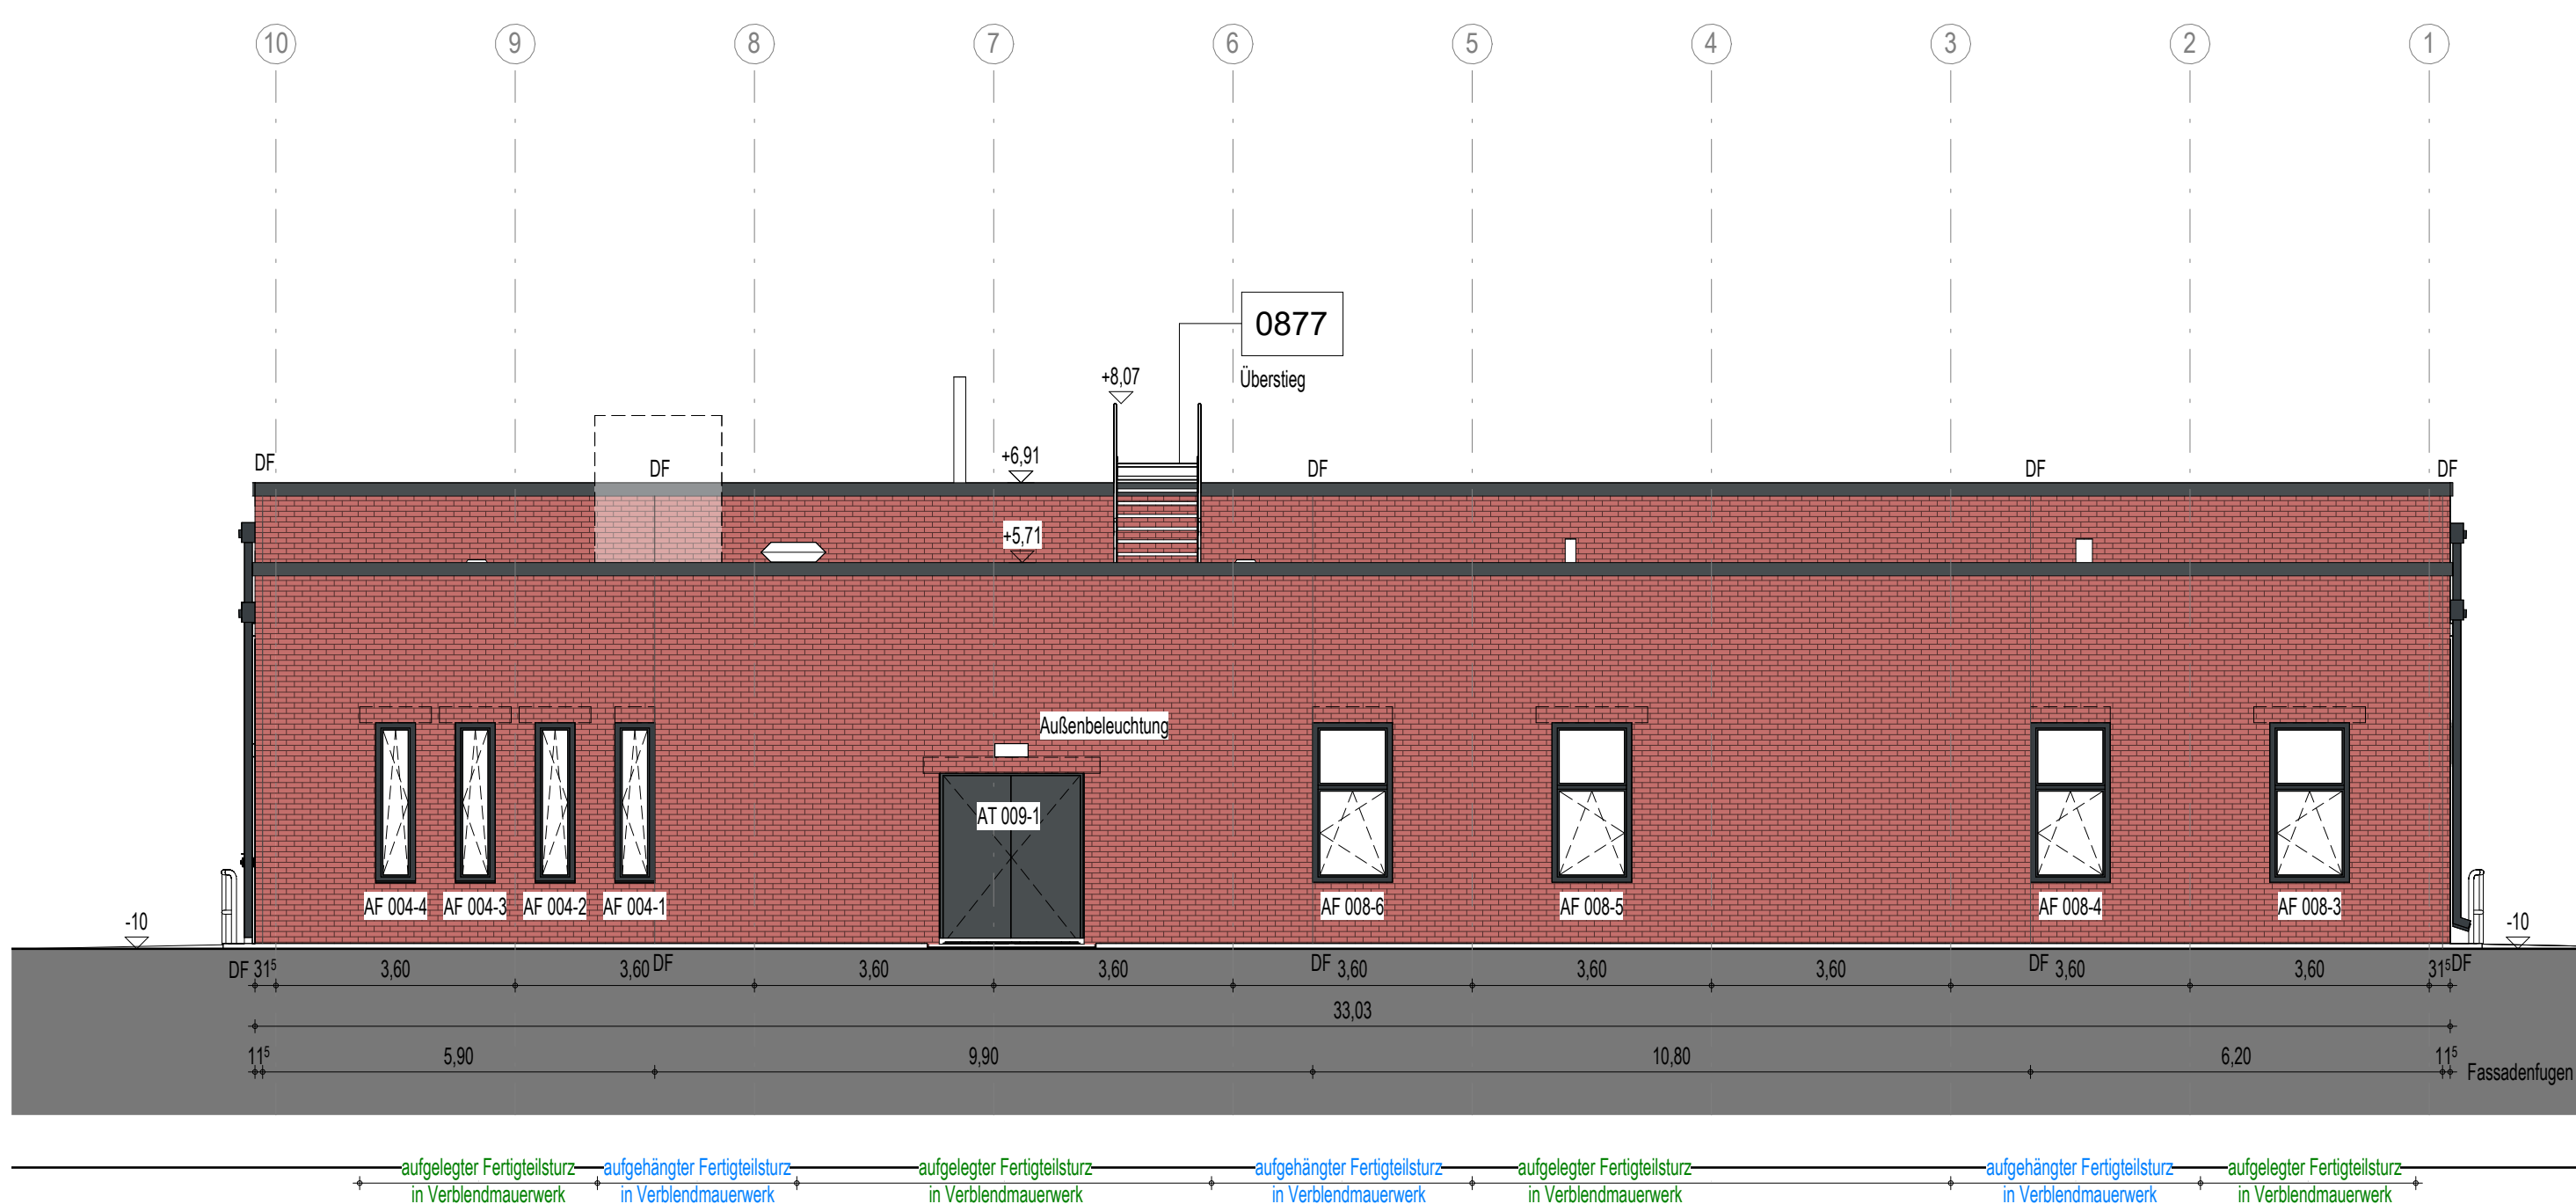 10 9 8 7 6 5 4 3 2 1
0877
Überstieg
+8,07
+6,91
DF DF DF DF DF
+5,71
Außenbeleuchtung
AT 009-1
AF 004-4 AF 004-3 AF 004-2 AF 004-1 AF 008-6 AF 008-5 AF 008-4 AF 008-3
-10 -10
DF 31⁵ 3,60 3,60 DF 3,60 3,60 DF 3,60 3,60 3,60 DF 3,60 3,60 31⁵ DF
33,03
11⁵ 5,90 9,90 10,80 6,20 11⁵
Fassadenfugen
aufgelegter Fertigteilsturz aufgehängter Fertigteilsturz aufgelegter Fertigteilsturz aufgehängter Fertigteilsturz aufgelegter Fertigteilsturz aufgehängter Fertigteilsturz aufgelegter Fertigteilsturz
in Verblendmauerwerk in Verblendmauerwerk in Verblendmauerwerk in Verblendmauerwerk in Verblendmauerwerk in Verblendmauerwerk in Verblendmauerwerk